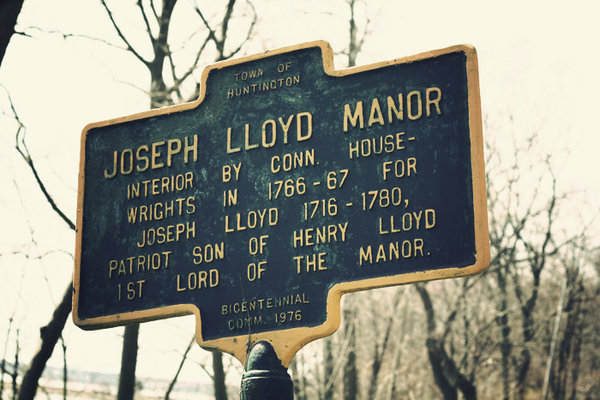 TOWN OF
HUNTINGTON
JOSEPH LLOYD MANOR
INTERIOR BY CONN. HOUSE-
WRIGHTS IN 1766-67 FOR
JOSEPH LLOYD 1716-1780,
PATRIOT SON OF HENRY LLOYD
1ST LORD OF THE MANOR.
BICENTENNIAL
COMM. 1976